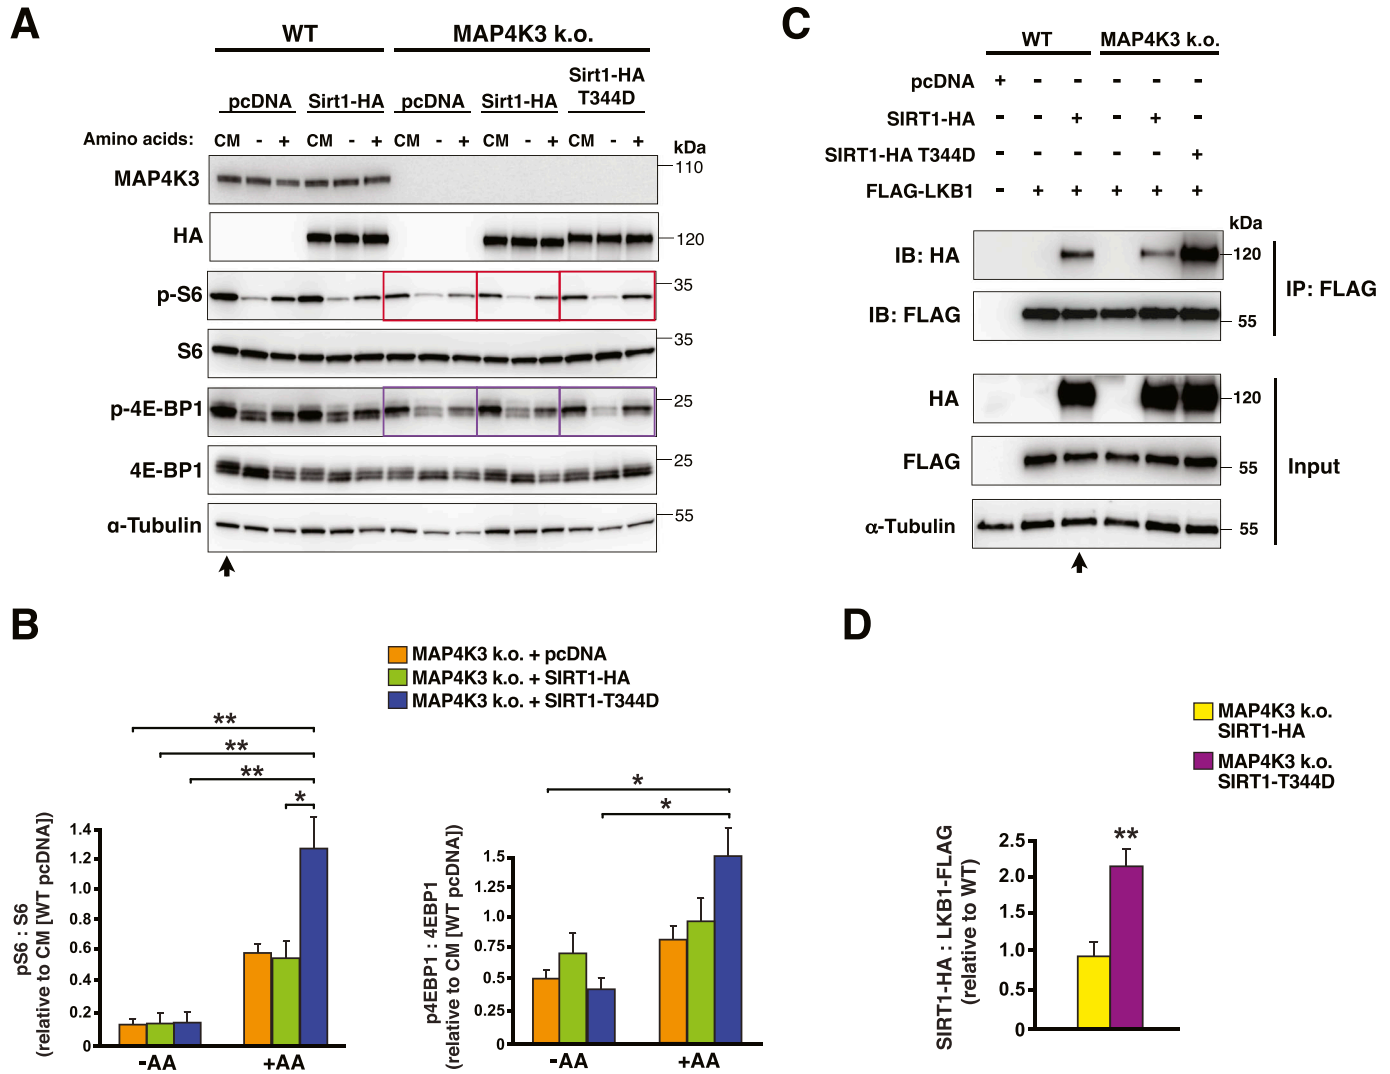 A
WT
MAP4K3 k.o.
pcDNA
Sirt1-HA
pcDNA
Sirt1-HA
Sirt1-HA
T344D
Amino acids:
CM - + CM - + CM - + CM - + CM - +
kDa
MAP4K3
110
HA
120
p-S6
35
S6
35
p-4E-BP1
25
4E-BP1
25
α-Tubulin
55
B
MAP4K3 k.o. + pcDNA
MAP4K3 k.o. + SIRT1-HA
MAP4K3 k.o. + SIRT1-T344D
pS6 : S6
(relative to CM [WT pcDNA])
**
**
**
*
1.4
1.2
1.0
0.8
0.6
0.4
0.2
0
-AA
+AA
p4EBP1 : 4EBP1
(relative to CM [WT pcDNA])
*
*
1.5
1.25
1.0
0.75
0.5
0.25
0
-AA
+AA
C
WT
MAP4K3 k.o.
pcDNA + - - - - -
SIRT1-HA - - + - + -
SIRT1-HA T344D - - - - - +
FLAG-LKB1 - + + + + +
kDa
IB: HA
120
IB: FLAG
55
IP: FLAG
HA
120
FLAG
55
α-Tubulin
55
Input
D
MAP4K3 k.o.
SIRT1-HA
MAP4K3 k.o.
SIRT1-T344D
SIRT1-HA : LKB1-FLAG
(relative to WT)
**
2.5
2.0
1.5
1.0
0.5
0